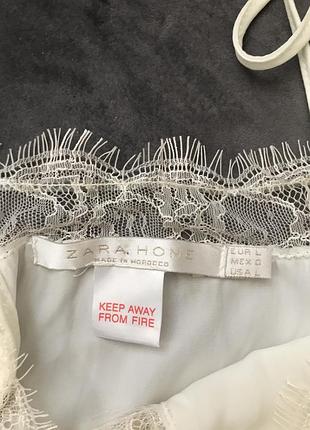 ZARA HOME
MADE IN MOROCCO
EUR L
MEX G
USA L
KEEP AWAY
FROM FIRE